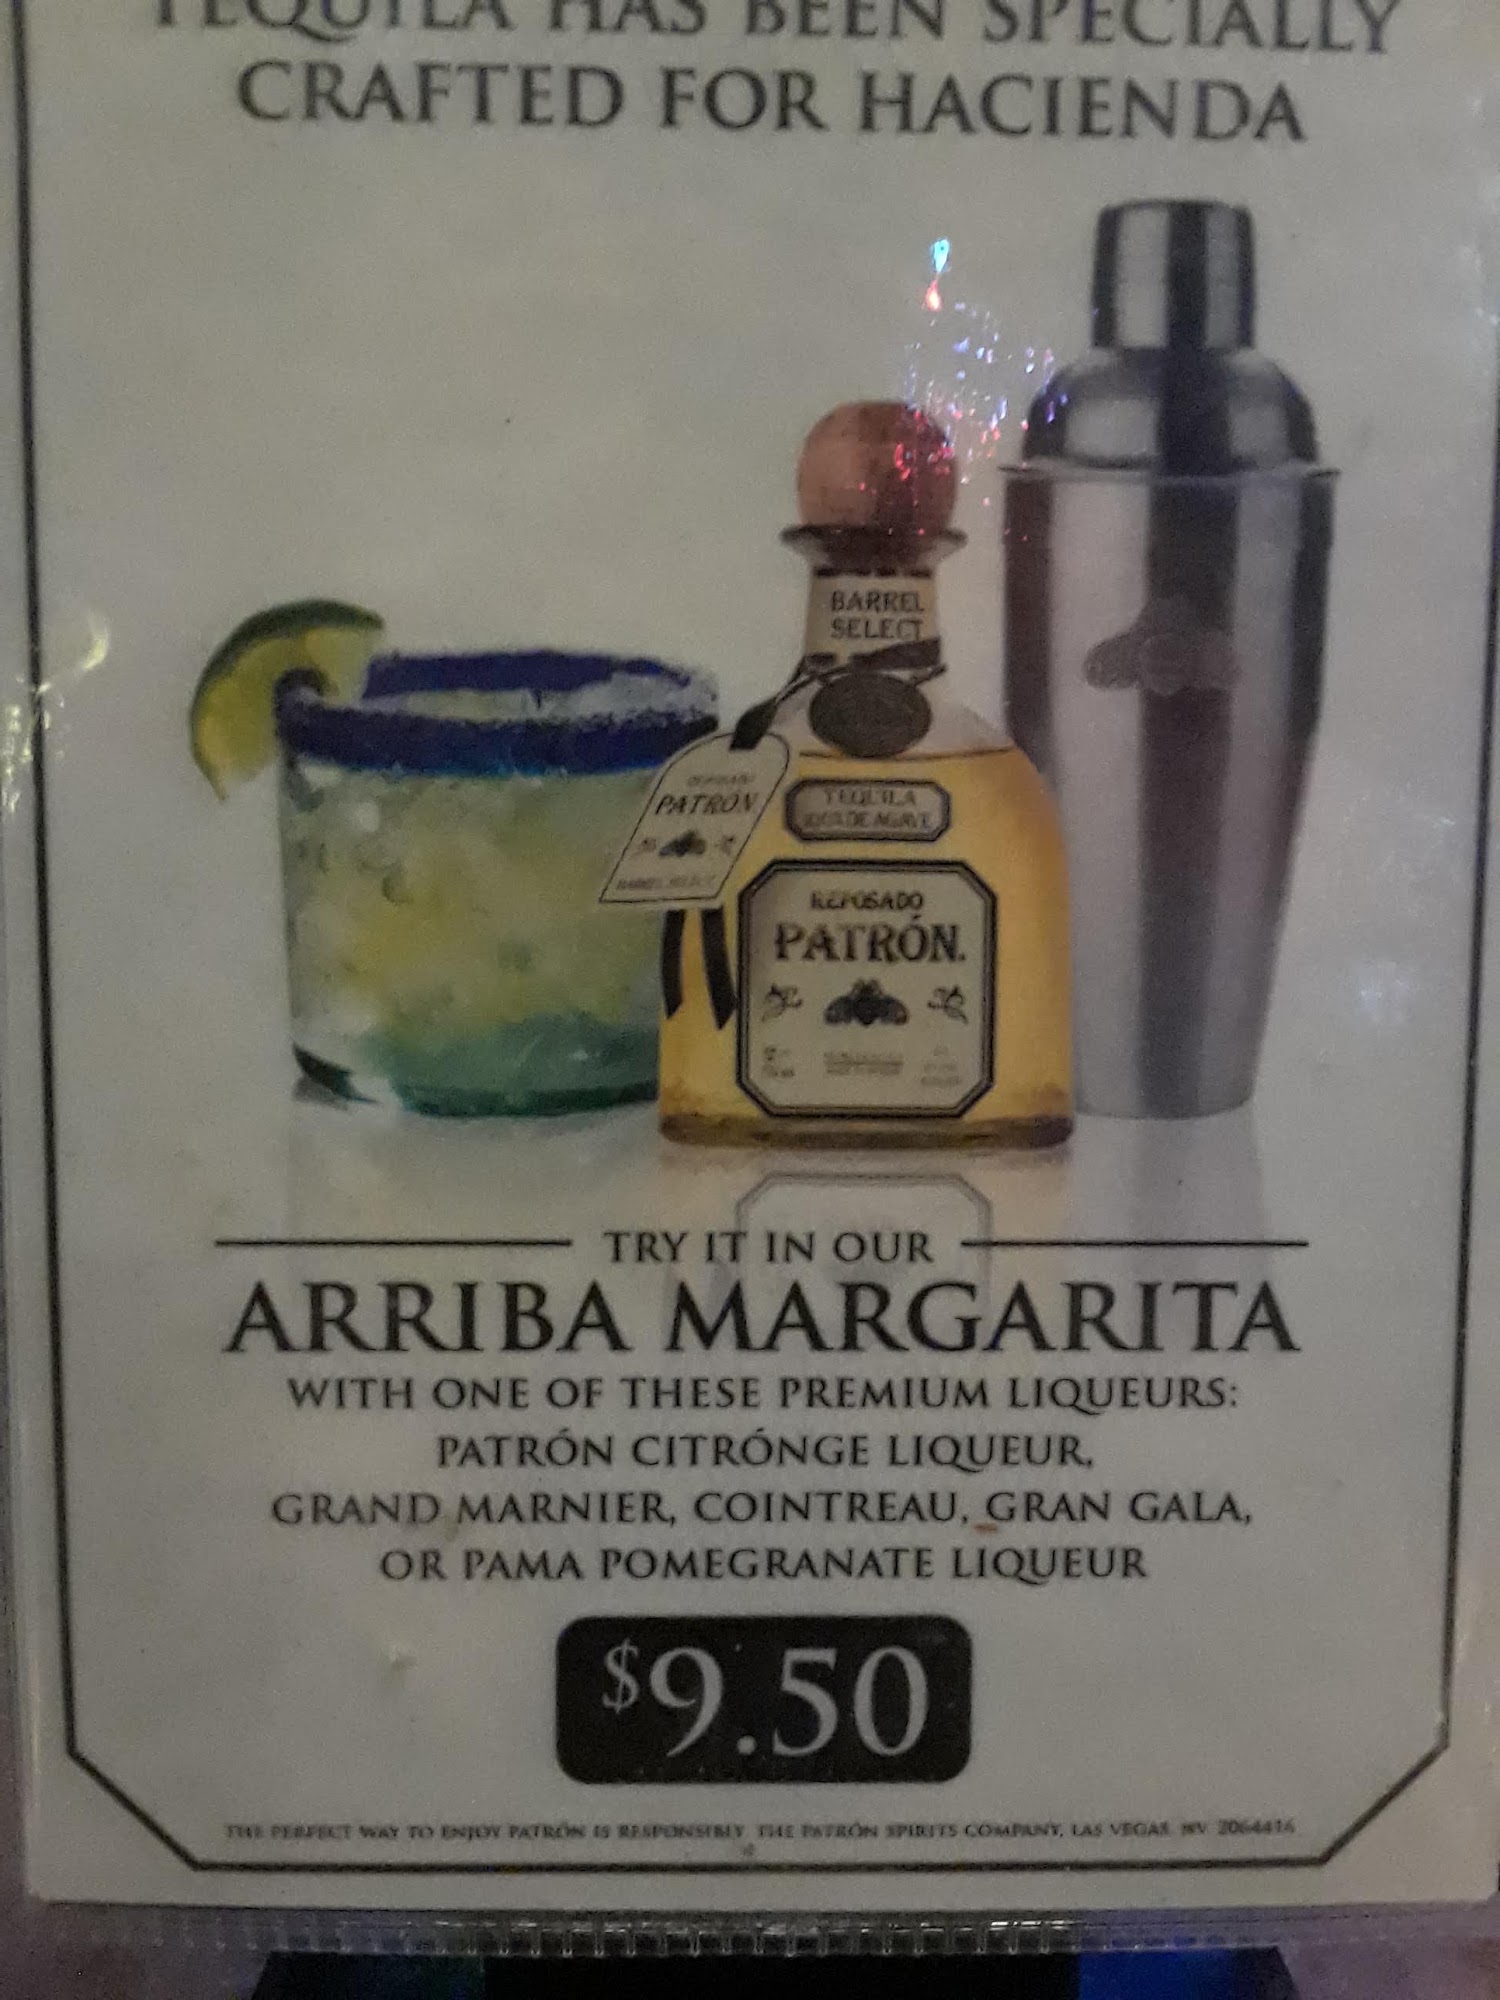 TEQUILA HAS BEEN SPECIALLY
CRAFTED FOR HACIENDA
BARREL
SELECT
REPOSADO
PATRÓN
TEQUILA
REPOSADO
PATRÓN.
TRY IT IN OUR
ARRIBA MARGARITA
WITH ONE OF THESE PREMIUM LIQUEURS:
PATRÓN CITRÓNGE LIQUEUR,
GRAND MARNIER, COINTREAU, GRAN GALA,
OR PAMA POMEGRANATE LIQUEUR
$9.50
THE PERFECT WAY TO ENJOY PATRÓN IS RESPONSIBLY. THE PATRÓN SPIRITS COMPANY, LAS VEGAS, NV 2064416